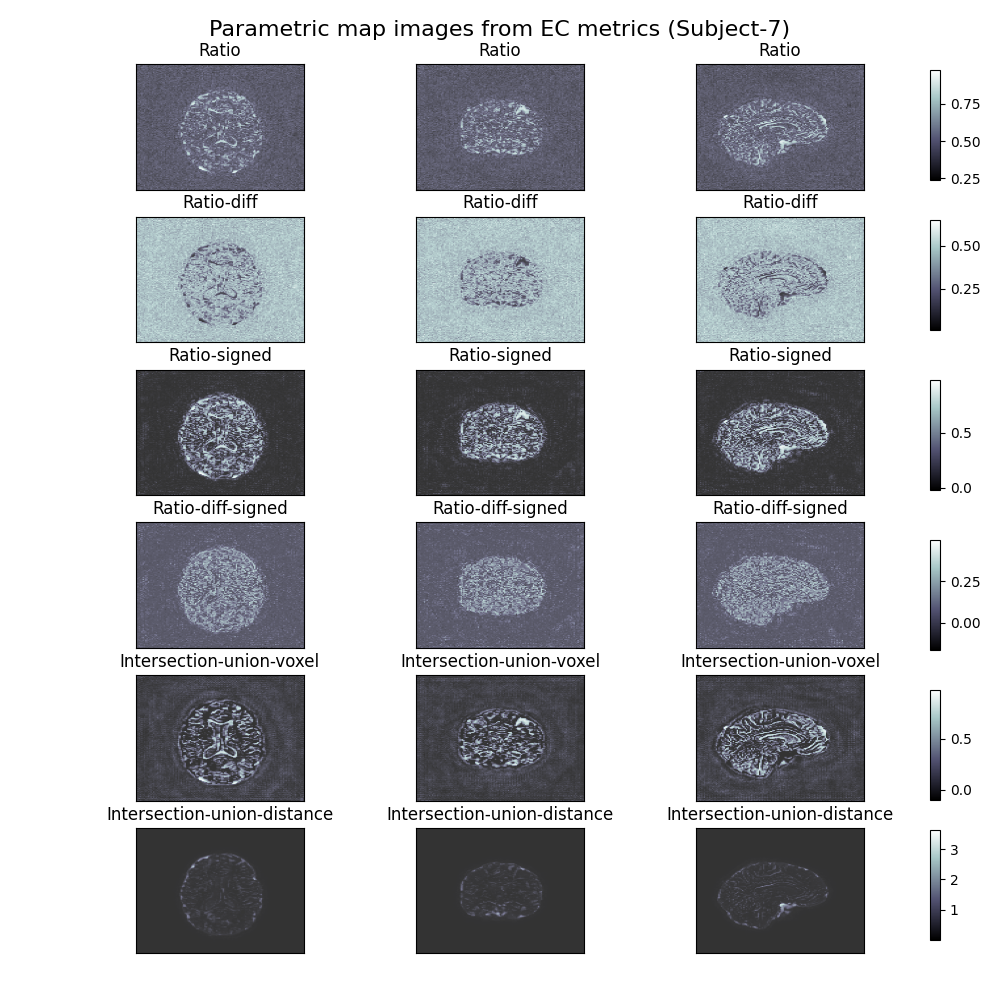 Parametric map images from EC metrics (Subject-7)
Ratio Ratio Ratio
0.75
0.50
0.25
Ratio-diff Ratio-diff Ratio-diff
0.50
0.25
Ratio-signed Ratio-signed Ratio-signed
0.5
0.0
Ratio-diff-signed Ratio-diff-signed Ratio-diff-signed
0.25
0.00
Intersection-union-voxel Intersection-union-voxel Intersection-union-voxel
0.5
0.0
Intersection-union-distance Intersection-union-distance Intersection-union-distance
3
2
1